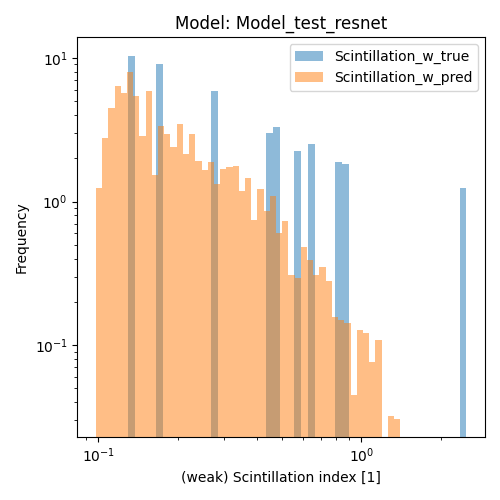 Model: Model_test_resnet
Scintillation_w_true
Scintillation_w_pred
Frequency
10¹
10⁰
10⁻¹
10⁻¹
10⁰
(weak) Scintillation index [1]